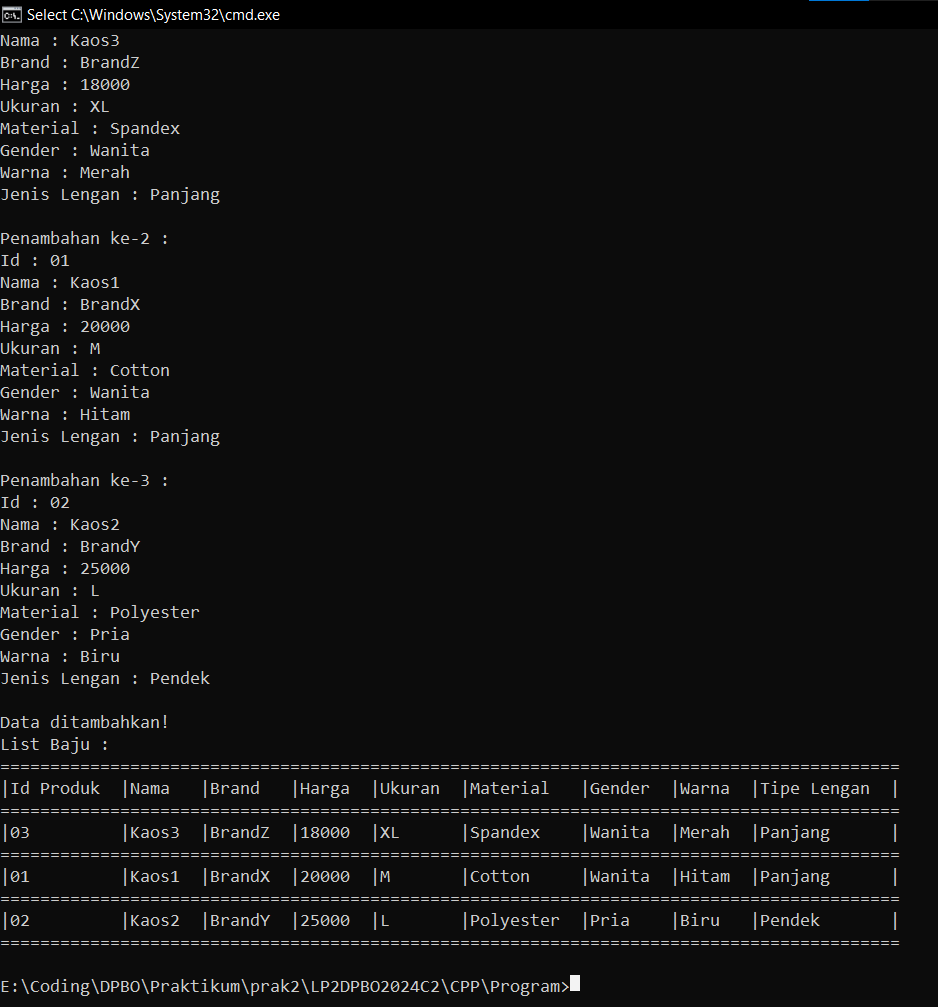 Select C:\Windows\System32\cmd.exe
Nama : Kaos3
Brand : BrandZ
Harga : 18000
Ukuran : XL
Material : Spandex
Gender : Wanita
Warna : Merah
Jenis Lengan : Panjang

Penambahan ke-2 :
Id : 01
Nama : Kaos1
Brand : BrandX
Harga : 20000
Ukuran : M
Material : Cotton
Gender : Wanita
Warna : Hitam
Jenis Lengan : Panjang

Penambahan ke-3 :
Id : 02
Nama : Kaos2
Brand : BrandY
Harga : 25000
Ukuran : L
Material : Polyester
Gender : Pria
Warna : Biru
Jenis Lengan : Pendek

Data ditambahkan!
List Baju :
==========================================================================================
|Id Produk  |Nama   |Brand   |Harga  |Ukuran  |Material   |Gender  |Warna  |Tipe Lengan  |
==========================================================================================
|03         |Kaos3  |BrandZ  |18000  |XL      |Spandex    |Wanita  |Merah  |Panjang      |
==========================================================================================
|01         |Kaos1  |BrandX  |20000  |M       |Cotton     |Wanita  |Hitam  |Panjang      |
==========================================================================================
|02         |Kaos2  |BrandY  |25000  |L       |Polyester  |Pria    |Biru   |Pendek       |
==========================================================================================

E:\Coding\DPBO\Praktikum\prak2\LP2DPBO2024C2\CPP\Program>